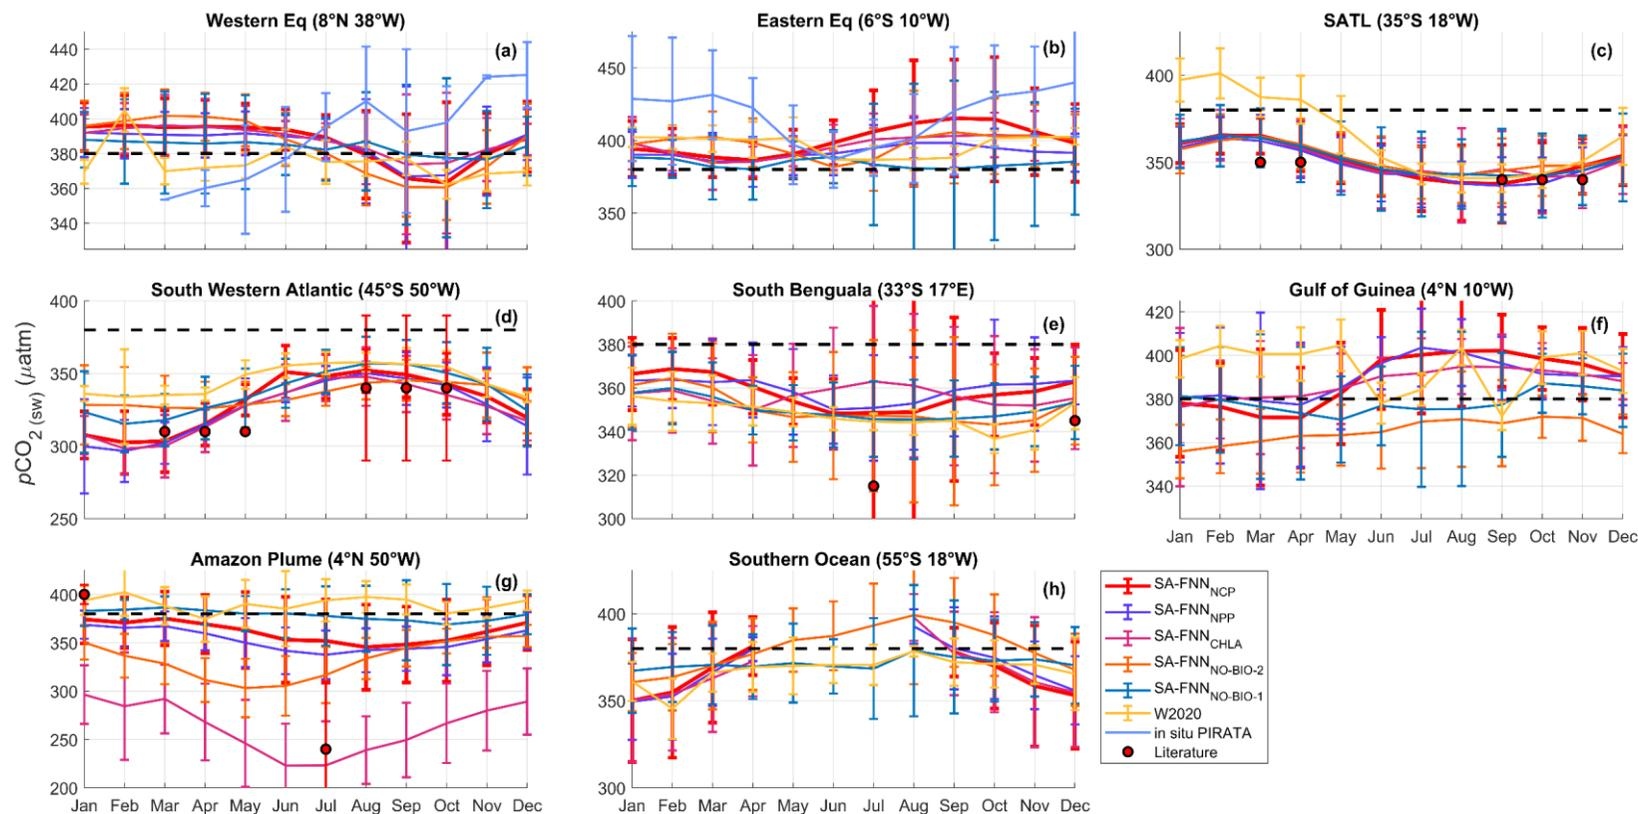 Western Eq (8°N 38°W)
(a)
440
420
400
380
360
340
Eastern Eq (6°S 10°W)
(b)
450
400
350
SATL (35°S 18°W)
(c)
400
350
300
South Western Atlantic (45°S 50°W)
(d)
400
350
300
250
South Benguala (33°S 17°E)
(e)
400
380
360
340
320
300
Gulf of Guinea (4°N 10°W)
(f)
420
400
380
360
340
Jan Feb Mar Apr May Jun Jul Aug Sep Oct Nov Dec
pCO2 (sw) (µatm)
Amazon Plume (4°N 50°W)
(g)
400
350
300
250
200
Jan Feb Mar Apr May Jun Jul Aug Sep Oct Nov Dec
Southern Ocean (55°S 18°W)
(h)
400
350
300
Jan Feb Mar Apr May Jun Jul Aug Sep Oct Nov Dec
SA-FNNNCP
SA-FNNNPP
SA-FNNCHLA
SA-FNNNO-BIO-2
SA-FNNNO-BIO-1
W2020
in situ PIRATA
Literature